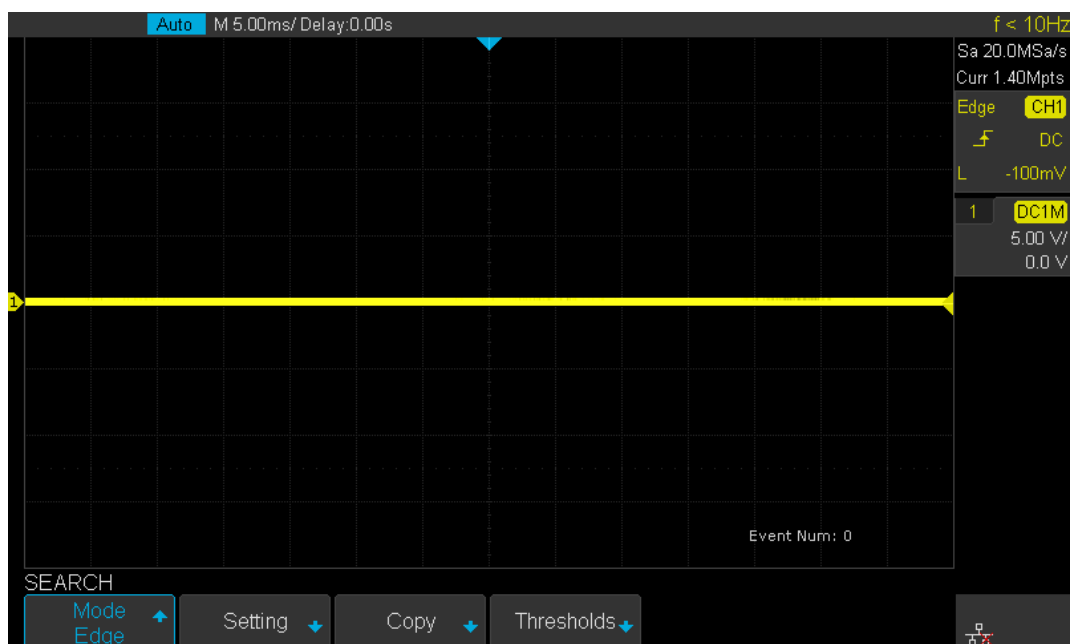 Auto M 5.00ms/ Delay:0.00s f < 10Hz
Sa 20.0MSa/s
Curr 1.40Mpts
Edge CH1
DC
L -100mV
1 DC1M
5.00 V/
0.0 V
1
Event Num: 0
SEARCH
Mode
Edge
Setting
Copy
Thresholds